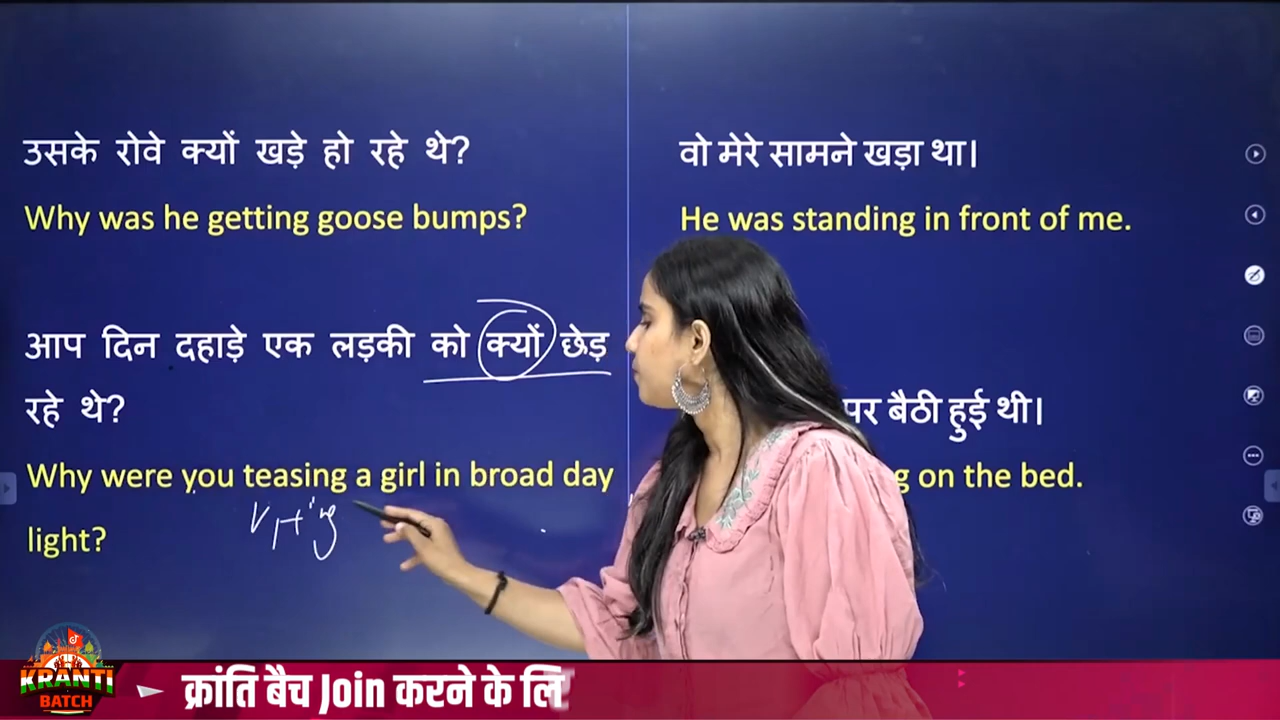 उसके रोवे क्यों खड़े हो रहे थे?
Why was he getting goose bumps?
आप दिन दहाड़े एक लड़की को क्यों छेड़
रहे थे?
Why were you teasing a girl in broad day
light?
V1+ing
वो मेरे सामने खड़ा था।
He was standing in front of me.
पर बैठी हुई थी।
on the bed.
KRANTI
BATCH
क्रांति बैच Join करने के लि